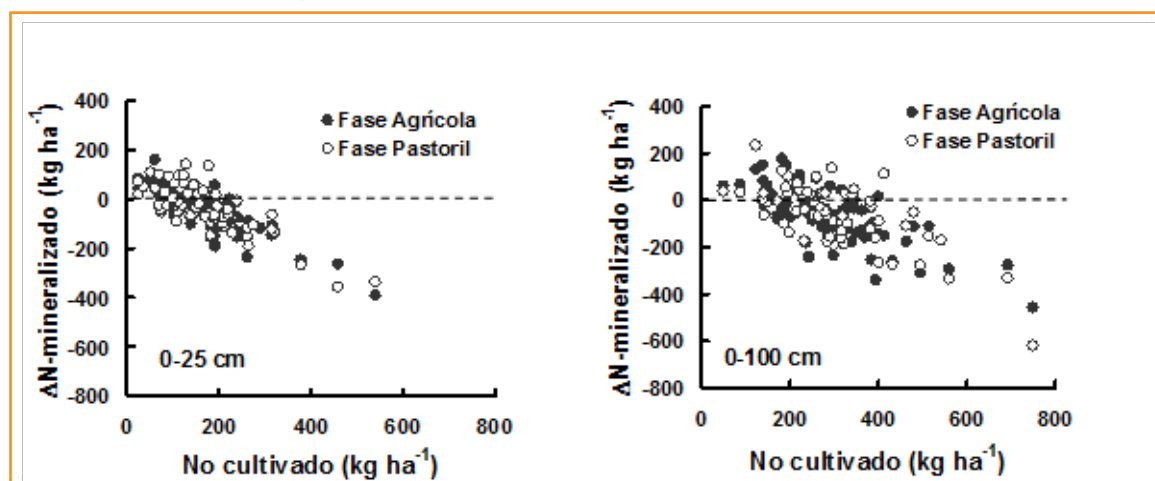 ΔN-mineralizado (kg ha⁻¹)
400
200
0
-200
-400
-600
-800
Fase Agrícola
Fase Pastoril
0-25 cm
0
200
400
600
800
No cultivado (kg ha⁻¹)
ΔN-mineralizado (kg ha⁻¹)
400
200
0
-200
-400
-600
-800
Fase Agrícola
Fase Pastoril
0-100 cm
0
200
400
600
800
No cultivado (kg ha⁻¹)